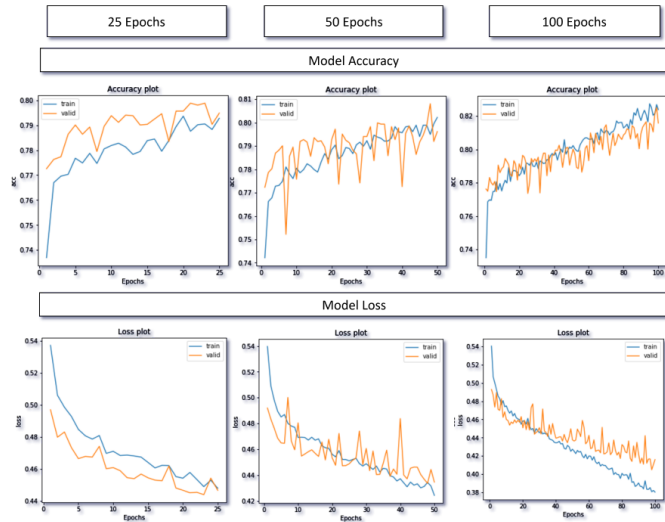 25 Epochs
50 Epochs
100 Epochs
Model Accuracy
Accuracy plot
train
valid
0.80
0.79
0.78
0.77
0.76
0.75
0.74
acc
0
5
10
15
20
25
Epochs
Accuracy plot
train
valid
0.81
0.80
0.79
0.78
0.77
0.76
0.75
0.74
acc
0
10
20
30
40
50
Epochs
Accuracy plot
train
valid
0.82
0.80
0.78
0.76
0.74
acc
0
20
40
60
80
100
Epochs
Model Loss
Loss plot
train
valid
0.54
0.52
0.50
0.48
0.46
0.44
loss
0
5
10
15
20
25
Epochs
Loss plot
train
valid
0.54
0.52
0.50
0.48
0.46
0.44
0.42
loss
0
10
20
30
40
50
Epochs
Loss plot
train
valid
0.54
0.52
0.50
0.48
0.46
0.44
0.42
0.40
0.38
loss
0
20
40
60
80
100
Epochs